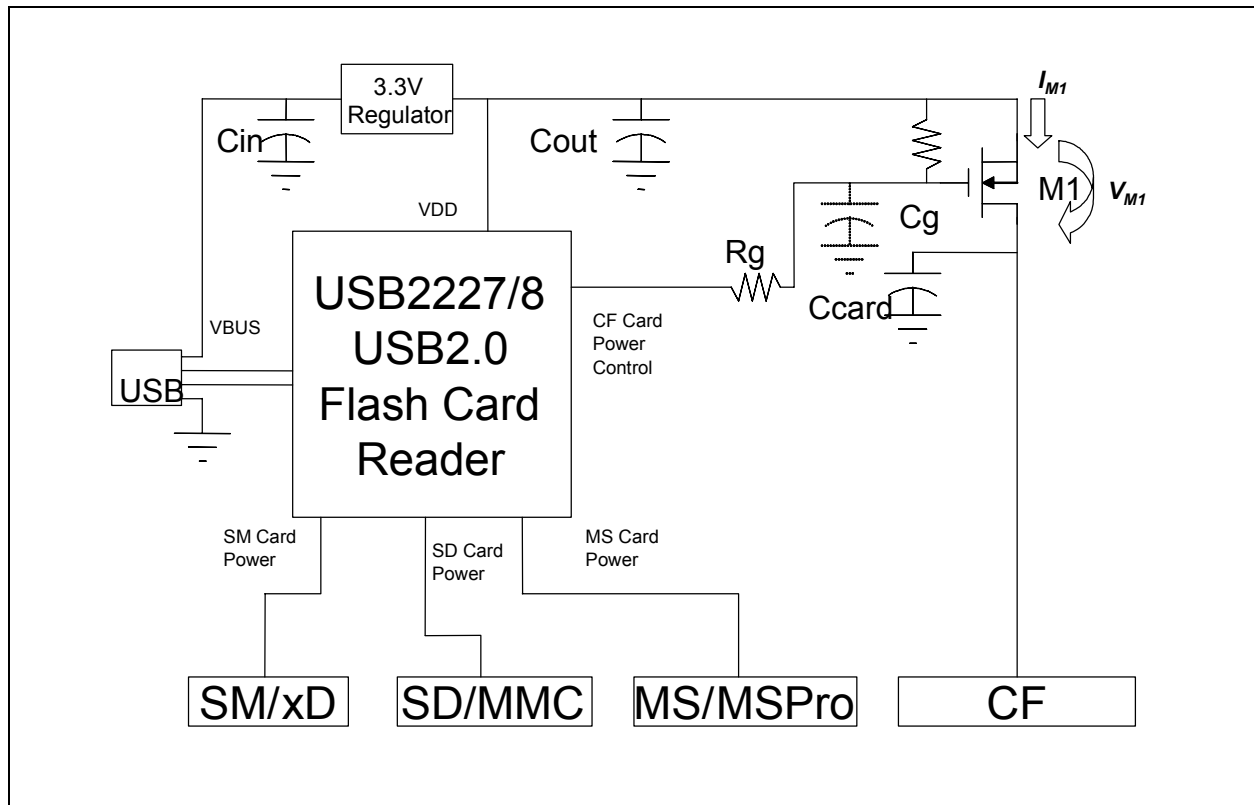 3.3V
Regulator
I_M1
Cin
Cout
M1
V_M1
VDD
Cg
Rg
Ccard
USB2227/8
USB2.0
Flash Card
Reader
CF Card
Power
Control
VBUS
USB
SM Card
Power
SD Card
Power
MS Card
Power
SM/xD
SD/MMC
MS/MSPro
CF